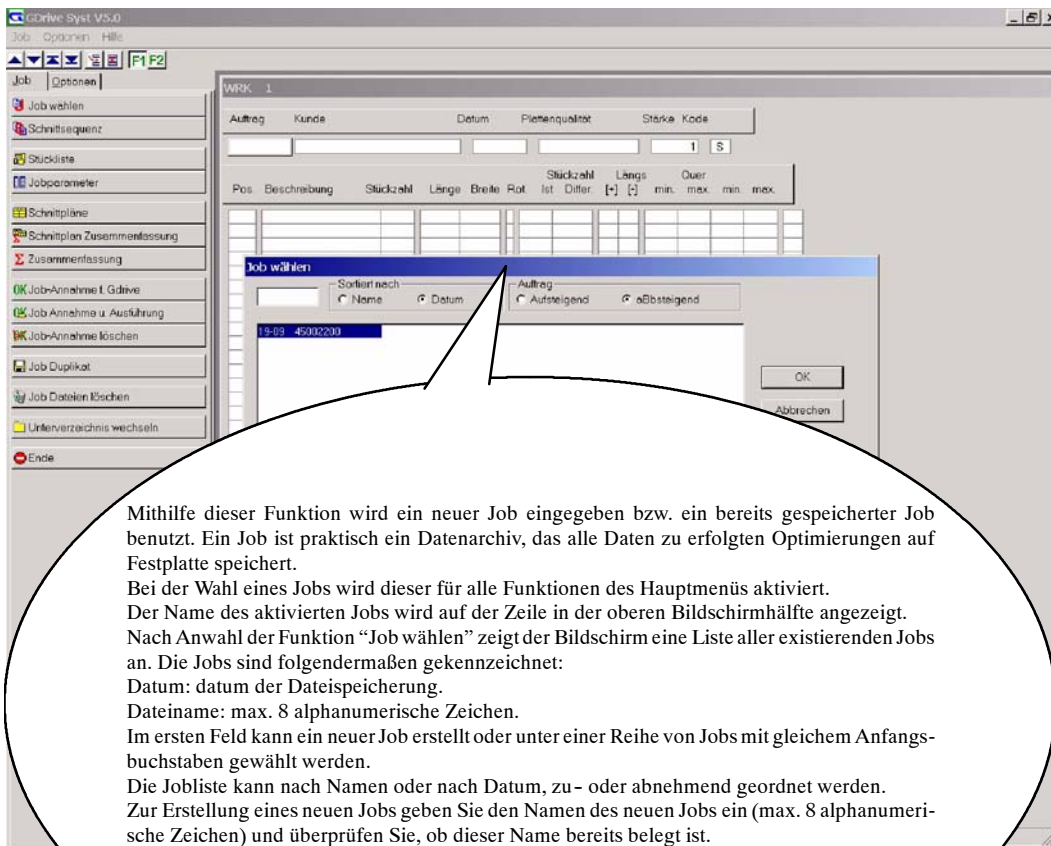 GDrive Syst V5.0
Job Optionen Hilfe
F1 F2
Job Optionen
Job wählen
Schnittsequenz
Stückliste
Jobparameter
Schnittpläne
Schnittplan Zusammenfassung
Σ Zusammenfassung
OK Job-Annahme f. Gdrive
OK Job Annahme u. Ausführung
OK Job-Annahme löschen
Job Duplikat
Job Dateien löschen
Unterverzeichnis wechseln
Ende
WRK 1
Auftrag Kunde Datum Plattenqualität Stärke Kode
1 S
Stückzahl Längs Quer
Pos. Beschreibung Stückzahl Länge Breite Rot. Ist Differ. [+] [-] min. max. min. max.
Job wählen
Sortiert nach
Name Datum
Auftrag
Aufsteigend aBbsteigend
19-09 45002200
OK
Abbrechen
Mithilfe dieser Funktion wird ein neuer Job eingegeben bzw. ein bereits gespeicherter Job
benutzt. Ein Job ist praktisch ein Datenarchiv, das alle Daten zu erfolgten Optimierungen auf
Festplatte speichert.
Bei der Wahl eines Jobs wird dieser für alle Funktionen des Hauptmenüs aktiviert.
Der Name des aktivierten Jobs wird auf der Zeile in der oberen Bildschirmhälfte angezeigt.
Nach Anwahl der Funktion “Job wählen” zeigt der Bildschirm eine Liste aller existierenden Jobs
an. Die Jobs sind folgendermaßen gekennzeichnet:
Datum: datum der Dateispeicherung.
Dateiname: max. 8 alphanumerische Zeichen.
Im ersten Feld kann ein neuer Job erstellt oder unter einer Reihe von Jobs mit gleichem Anfangs-
buchstaben gewählt werden.
Die Jobliste kann nach Namen oder nach Datum, zu- oder abnehmend geordnet werden.
Zur Erstellung eines neuen Jobs geben Sie den Namen des neuen Jobs ein (max. 8 alphanumeri-
sche Zeichen) und überprüfen Sie, ob dieser Name bereits belegt ist.